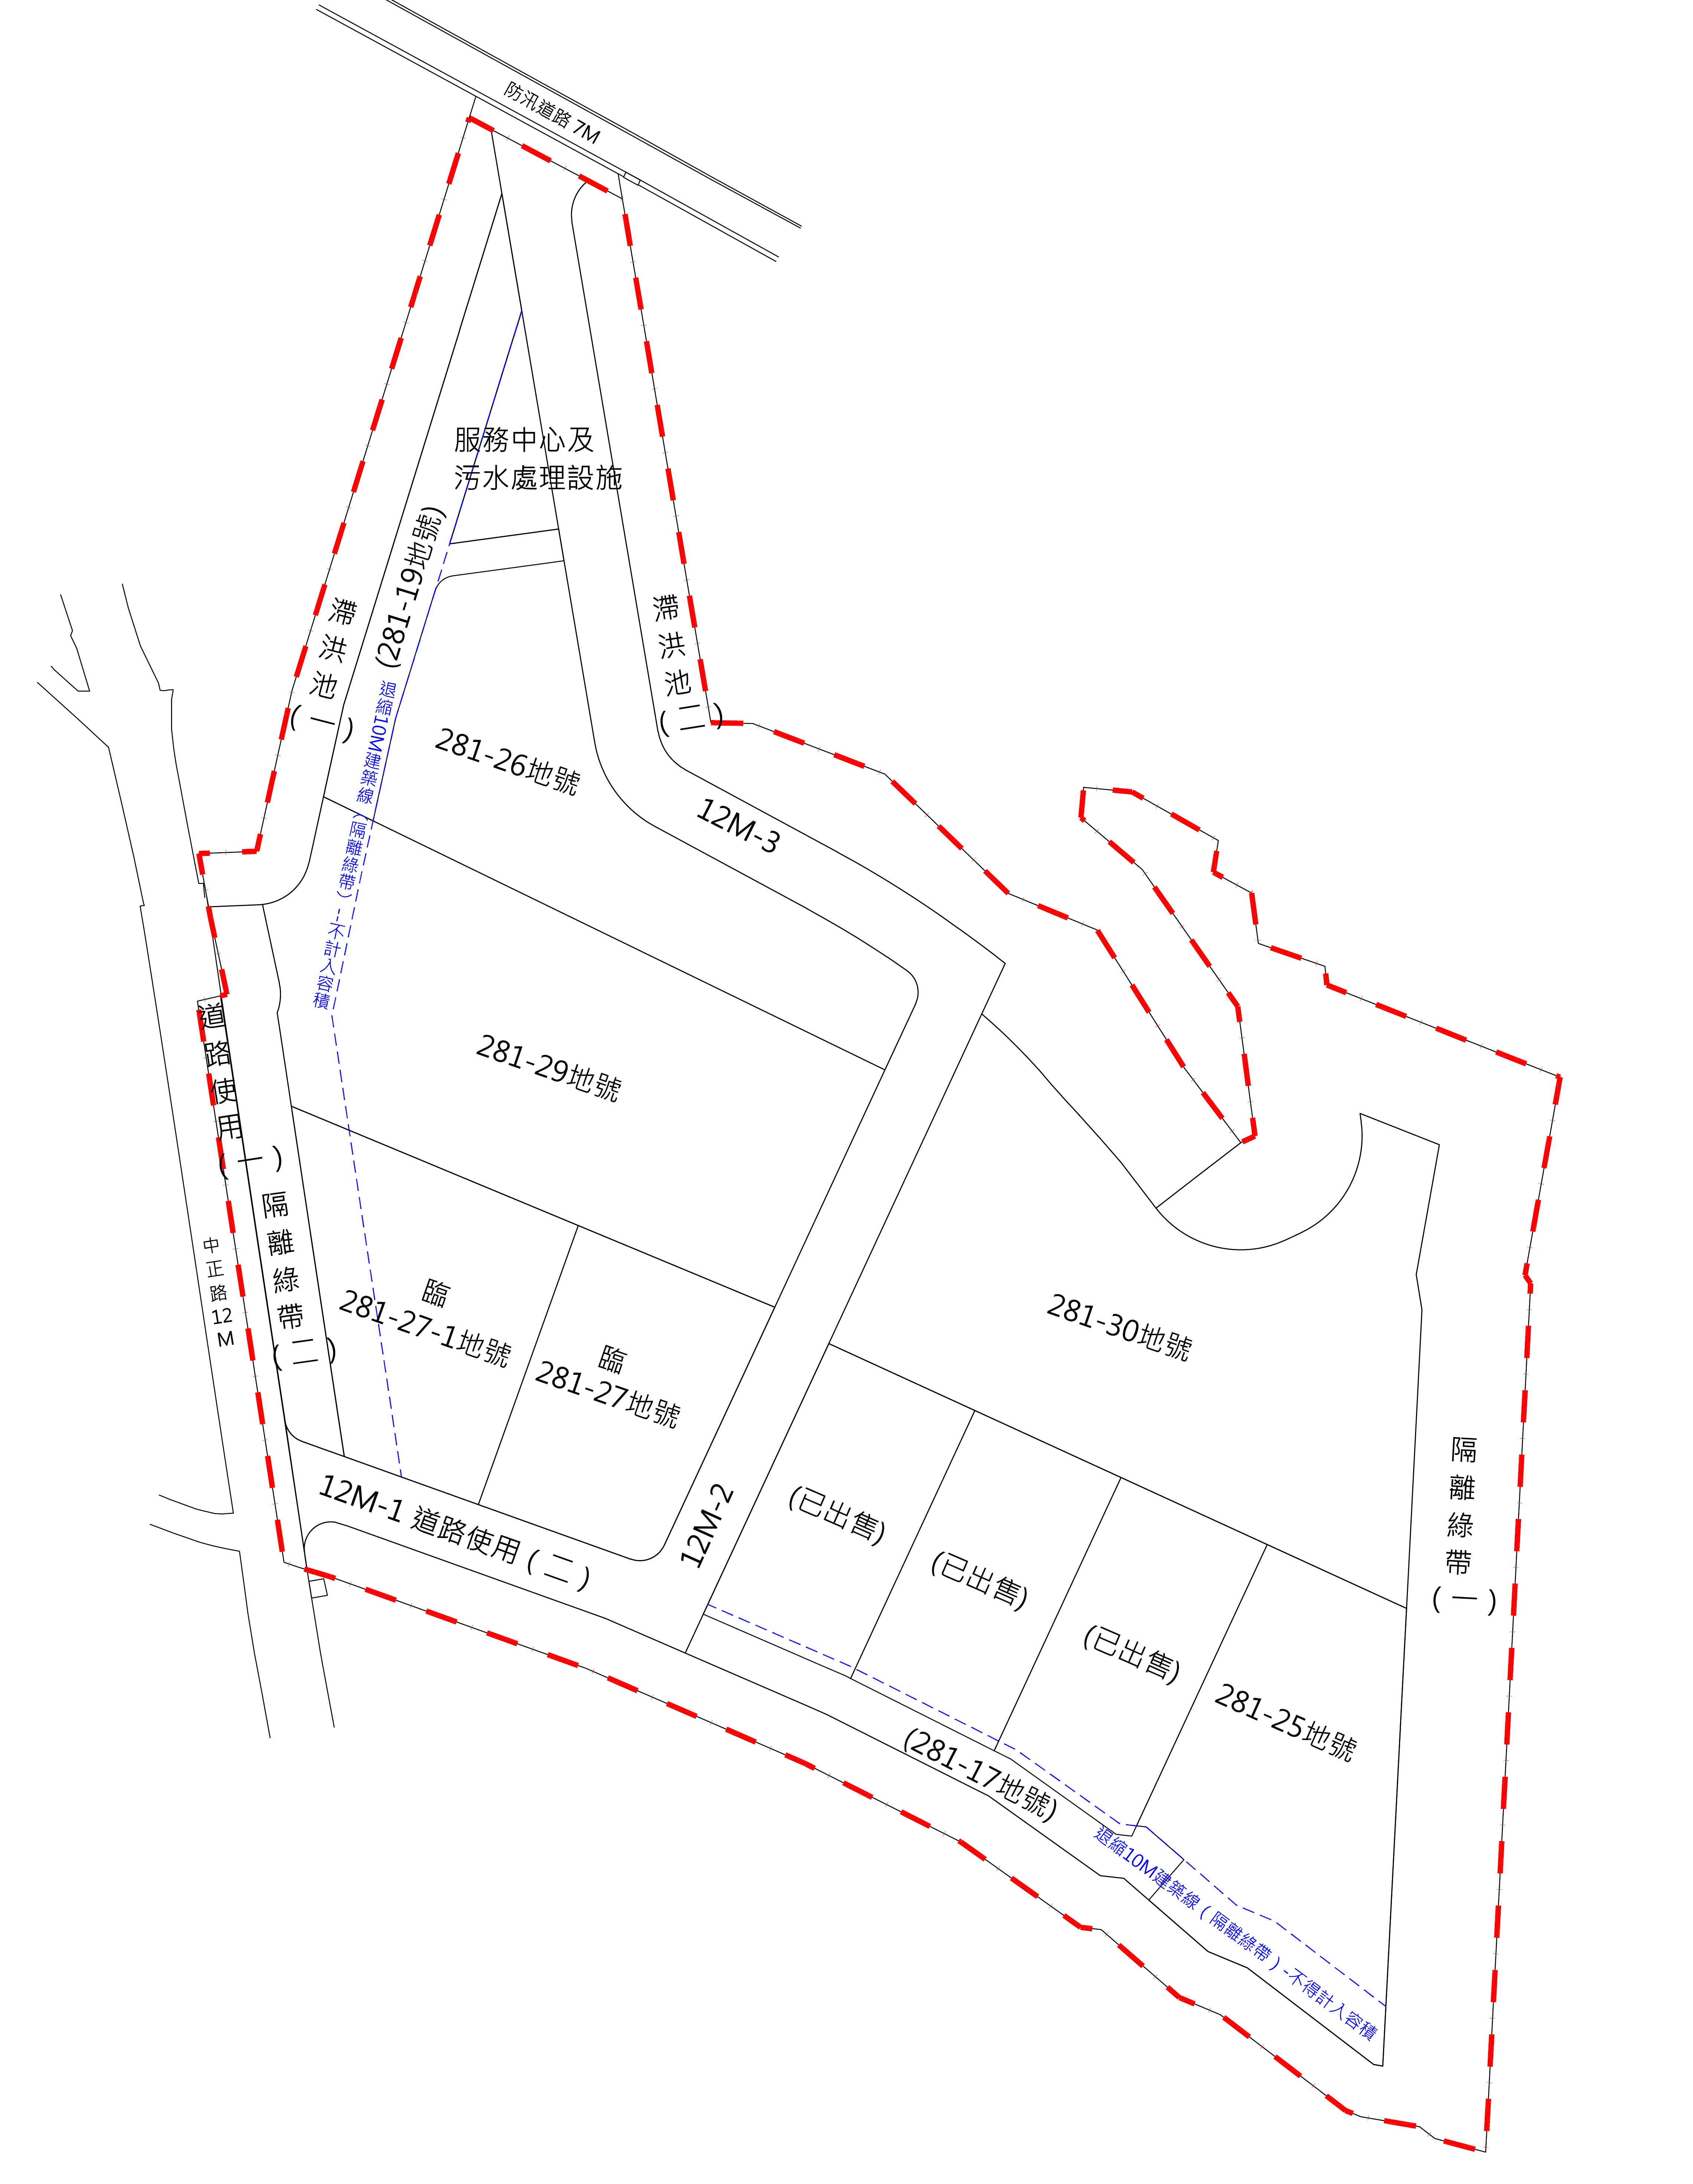 防汛道路 7M
服務中心及
污水處理設施
(281-19地號)
滯洪池(一)
滯洪池(二)
退縮10M建築線（隔離綠帶）--不計入容積
281-26地號
12M-3
281-29地號
道路使用(一)
隔離綠帶(二)
中正路12M
臨
281-27-1地號
臨
281-27地號
281-30地號
12M-1 道路使用(二)
12M-2
(已出售)
(已出售)
(已出售)
281-25地號
隔離綠帶(一)
(281-17地號)
退縮10M建築線(隔離綠帶)-不得計入容積